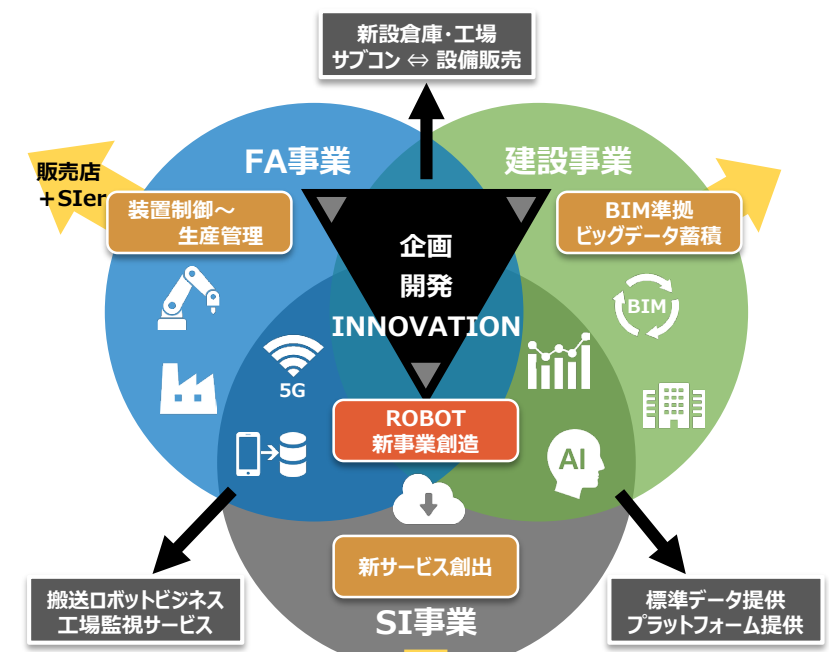 新設倉庫・工場
サブコン ⇔ 設備販売
FA事業
建設事業
販売店
＋SIer
装置制御～
生産管理
BIM準拠
ビッグデータ蓄積
企画
開発
INNOVATION
BIM
5G
ROBOT
新事業創造
AI
新サービス創出
SI事業
搬送ロボットビジネス
工場監視サービス
標準データ提供
プラットフォーム提供